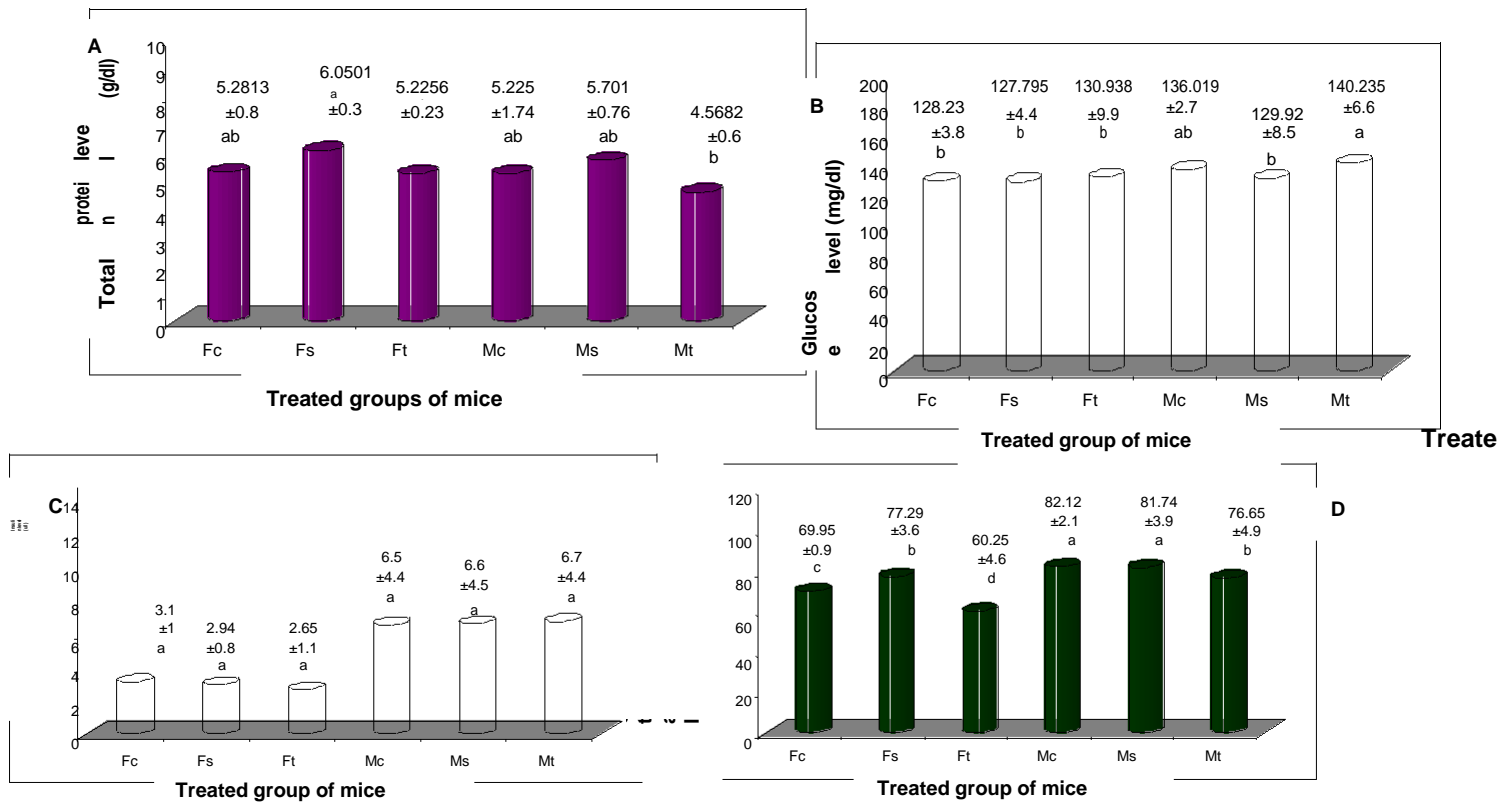 A
Total protei n leve l (g/dl)
10
9
8
7
6
5
4
3
2
1
0
5.2813 ±0.8 ab
6.0501 a ±0.3
5.2256 ±0.23
5.225 ±1.74 ab
5.701 ±0.76 ab
4.5682 ±0.6 b
Fc Fs Ft Mc Ms Mt
Treated groups of mice
B
Glucos e level (mg/dl)
200
180
160
140
120
100
80
60
40
20
0
128.23 ±3.8 b
127.795 ±4.4 b
130.938 ±9.9 b
136.019 ±2.7 ab
129.92 ±8.5 b
140.235 ±6.6 a
Fc Fs Ft Mc Ms Mt
Treated group of mice
Treate
C
14
12
10
8
6
4
2
0
3.1 ±1 a
2.94 ±0.8 a
2.65 ±1.1 a
6.5 ±4.4 a
6.6 ±4.5 a
6.7 ±4.4 a
Fc Fs Ft Mc Ms Mt
Treated group of mice
D
120
100
80
60
40
20
0
69.95 ±0.9 c
77.29 ±3.6 b
60.25 ±4.6 d
82.12 ±2.1 a
81.74 ±3.9 a
76.65 ±4.9 b
Fc Fs Ft Mc Ms Mt
Treated group of mice